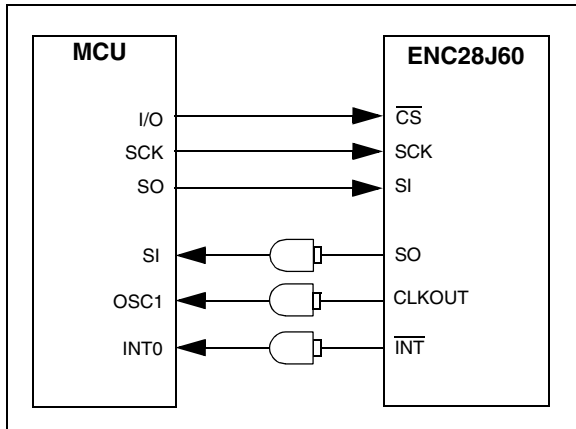 MCU
ENC28J60
I/O
CS
SCK
SCK
SO
SI
SI
SO
OSC1
CLKOUT
INT0
INT